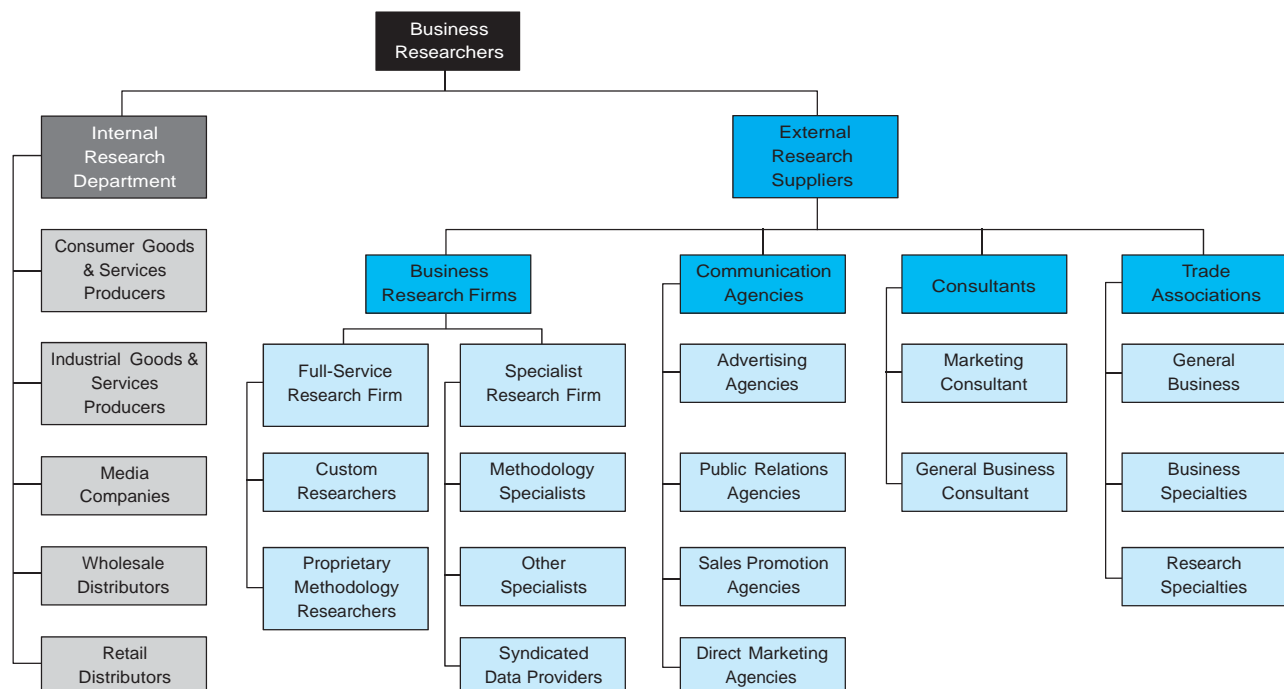 Business
Researchers
Internal
Research
Department
External
Research
Suppliers
Consumer Goods
& Services
Producers
Industrial Goods &
Services
Producers
Media
Companies
Wholesale
Distributors
Retail
Distributors
Business
Research Firms
Communication
Agencies
Consultants
Trade
Associations
Full-Service
Research Firm
Custom
Researchers
Proprietary
Methodology
Researchers
Specialist
Research Firm
Methodology
Specialists
Other
Specialists
Syndicated
Data Providers
Advertising
Agencies
Public Relations
Agencies
Sales Promotion
Agencies
Direct Marketing
Agencies
Marketing
Consultant
General Business
Consultant
General
Business
Business
Specialties
Research
Specialties